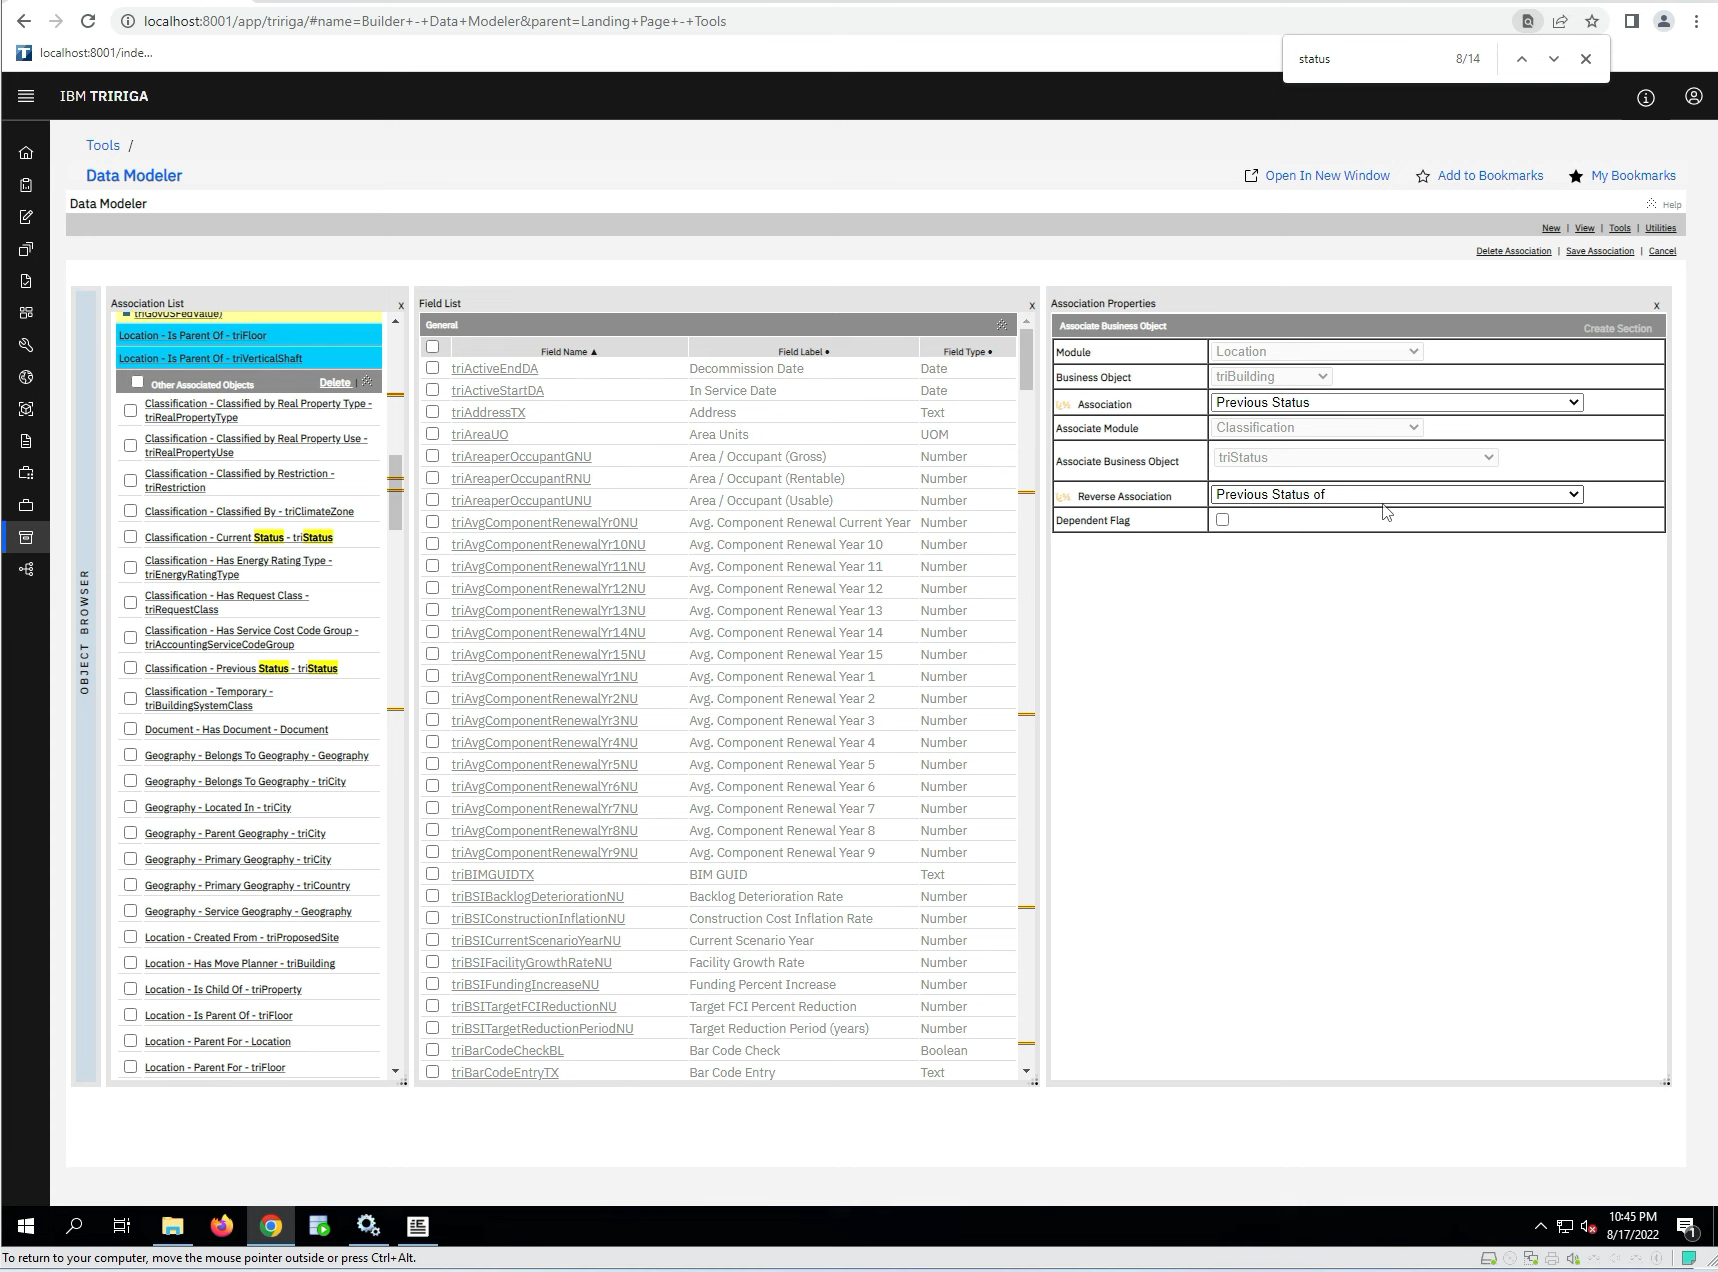 localhost:8001/app/tririga/#name=Builder+-+Data+Modeler&parent=Landing+Page+-+Tools
localhost:8001/inde...
status 8/14
IBM TRIRIGA
Tools /
Data Modeler
Open In New Window Add to Bookmarks My Bookmarks
Data Modeler
Help
New | View | Tools | Utilities
Delete Association | Save Association | Cancel
OBJECT BROWSER
Association List x
triGovUSFedValue)
Location - Is Parent Of - triFloor
Location - Is Parent Of - triVerticalShaft
Other Associated Objects Delete |
Classification - Classified by Real Property Type -
triRealPropertyType
Classification - Classified by Real Property Use -
triRealPropertyUse
Classification - Classified by Restriction -
triRestriction
Classification - Classified By - triClimateZone
Classification - Current Status - triStatus
Classification - Has Energy Rating Type -
triEnergyRatingType
Classification - Has Request Class -
triRequestClass
Classification - Has Service Cost Code Group -
triAccountingServiceCodeGroup
Classification - Previous Status - triStatus
Classification - Temporary -
triBuildingSystemClass
Document - Has Document - Document
Geography - Belongs To Geography - Geography
Geography - Belongs To Geography - triCity
Geography - Located In - triCity
Geography - Parent Geography - triCity
Geography - Primary Geography - triCity
Geography - Primary Geography - triCountry
Geography - Service Geography - Geography
Location - Created From - triProposedSite
Location - Has Move Planner - triBuilding
Location - Is Child Of - triProperty
Location - Is Parent Of - triFloor
Location - Parent For - Location
Location - Parent For - triFloor
Field List x
General
Field Name Field Label Field Type
triActiveEndDA Decommission Date Date
triActiveStartDA In Service Date Date
triAddressTX Address Text
triAreaUO Area Units UOM
triAreaperOccupantGNU Area / Occupant (Gross) Number
triAreaperOccupantRNU Area / Occupant (Rentable) Number
triAreaperOccupantUNU Area / Occupant (Usable) Number
triAvgComponentRenewalYr0NU Avg. Component Renewal Current Year Number
triAvgComponentRenewalYr10NU Avg. Component Renewal Year 10 Number
triAvgComponentRenewalYr11NU Avg. Component Renewal Year 11 Number
triAvgComponentRenewalYr12NU Avg. Component Renewal Year 12 Number
triAvgComponentRenewalYr13NU Avg. Component Renewal Year 13 Number
triAvgComponentRenewalYr14NU Avg. Component Renewal Year 14 Number
triAvgComponentRenewalYr15NU Avg. Component Renewal Year 15 Number
triAvgComponentRenewalYr1NU Avg. Component Renewal Year 1 Number
triAvgComponentRenewalYr2NU Avg. Component Renewal Year 2 Number
triAvgComponentRenewalYr3NU Avg. Component Renewal Year 3 Number
triAvgComponentRenewalYr4NU Avg. Component Renewal Year 4 Number
triAvgComponentRenewalYr5NU Avg. Component Renewal Year 5 Number
triAvgComponentRenewalYr6NU Avg. Component Renewal Year 6 Number
triAvgComponentRenewalYr7NU Avg. Component Renewal Year 7 Number
triAvgComponentRenewalYr8NU Avg. Component Renewal Year 8 Number
triAvgComponentRenewalYr9NU Avg. Component Renewal Year 9 Number
triBIMGUIDTX BIM GUID Text
triBSIBacklogDeteriorationNU Backlog Deterioration Rate Number
triBSIConstructionInflationNU Construction Cost Inflation Rate Number
triBSICurrentScenarioYearNU Current Scenario Year Number
triBSIFacilityGrowthRateNU Facility Growth Rate Number
triBSIFundingIncreaseNU Funding Percent Increase Number
triBSITargetFCIReductionNU Target FCI Percent Reduction Number
triBSITargetReductionPeriodNU Target Reduction Period (years) Number
triBarCodeCheckBL Bar Code Check Boolean
triBarCodeEntryTX Bar Code Entry Text
Association Properties x
Associate Business Object Create Section
Module Location
Business Object triBuilding
Association Previous Status
Associate Module Classification
Associate Business Object triStatus
Reverse Association Previous Status of
Dependent Flag
10:45 PM
8/17/2022
1
To return to your computer, move the mouse pointer outside or press Ctrl+Alt.